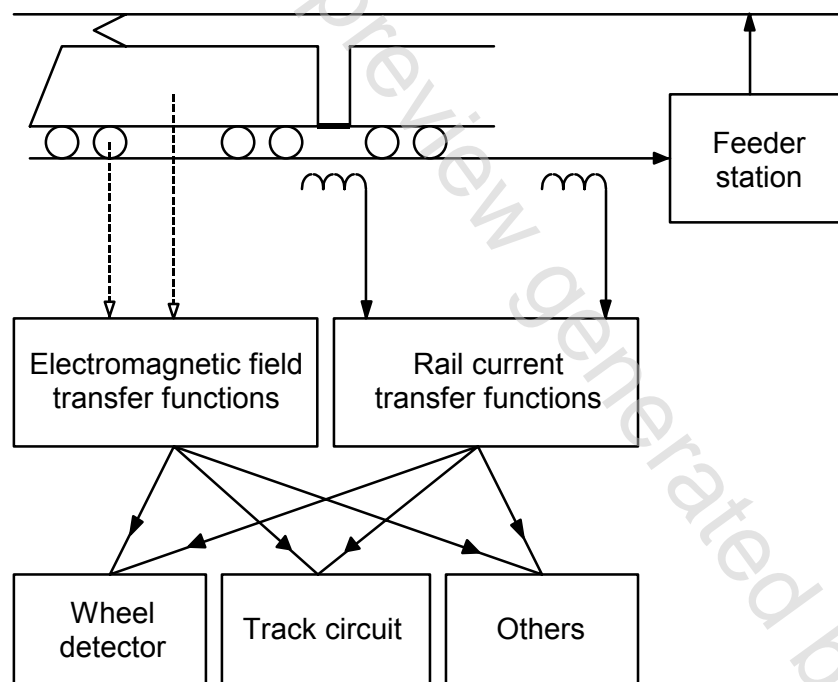 preview generated b
Feeder
station
Electromagnetic field
transfer functions
Rail current
transfer functions
Wheel
detector
Track circuit
Others